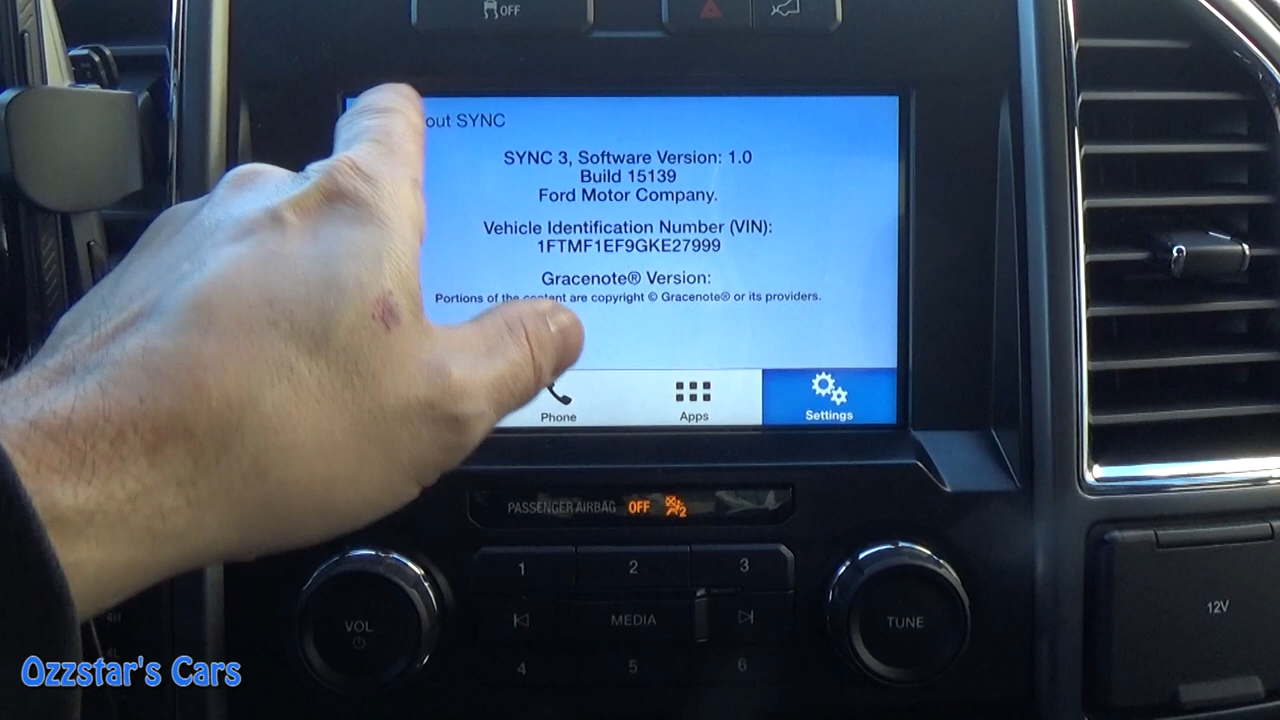 OFF
out SYNC
SYNC 3, Software Version: 1.0
Build 15139
Ford Motor Company.
Vehicle Identification Number (VIN):
1FTMF1EF9GKE27999
Gracenote® Version:
Portions of the content are copyright © Gracenote® or its providers.
Phone
Apps
Settings
PASSENGER AIRBAG OFF 2
1 2 3
VOL MEDIA TUNE
4 5 6
12V
Ozzstar's Cars